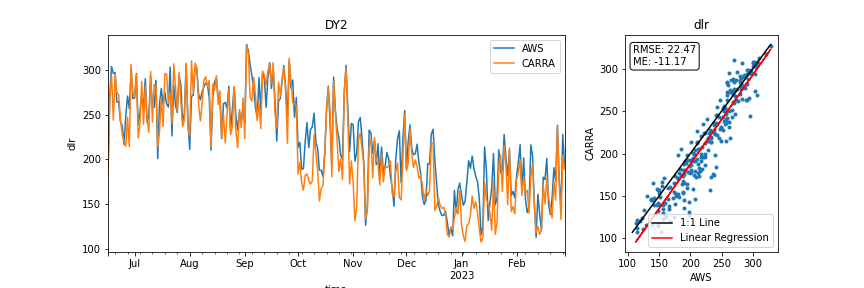 DY2
AWS
CARRA
dlr
300
250
200
150
100
Jul
Aug
Sep
Oct
Nov
Dec
Jan
2023
Feb
dlr
RMSE: 22.47
ME: -11.17
CARRA
300
250
200
150
100
1:1 Line
Linear Regression
100
150
200
250
300
AWS